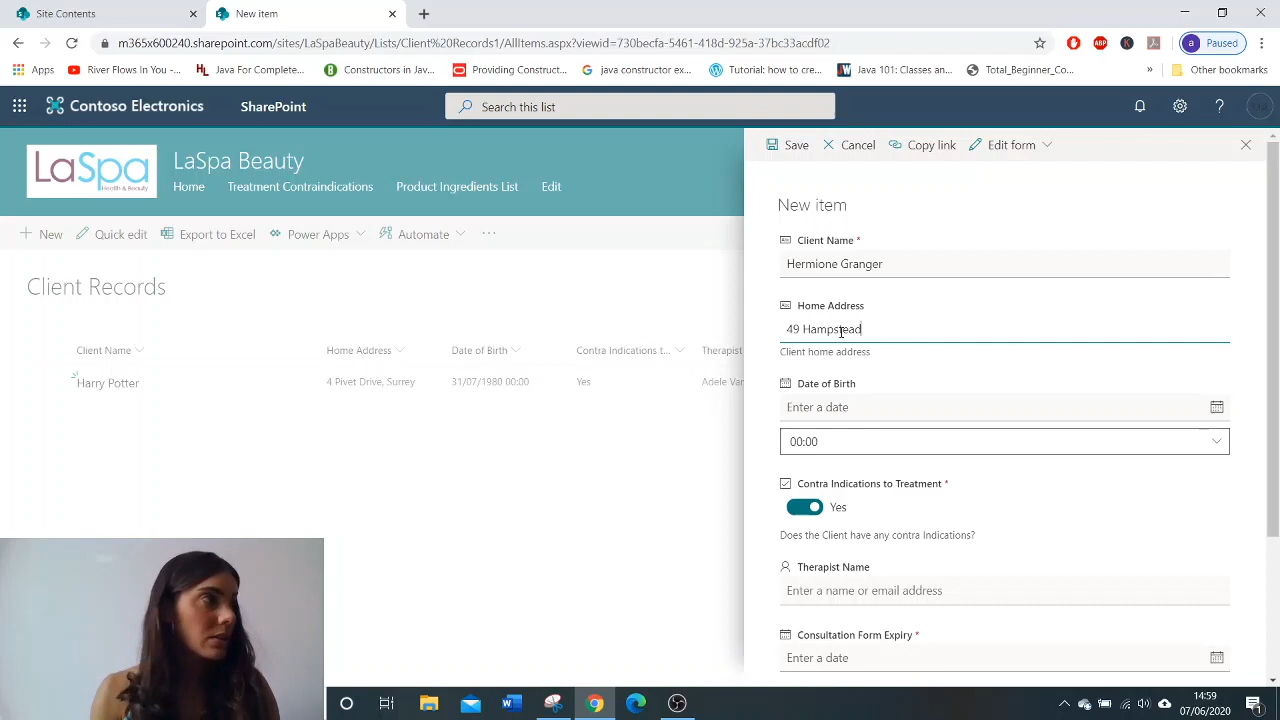 Site Contents
New item
m365x600240.sharepoint.com/sites/LaSpaBeauty/Lists/Client%20Records1/AllItems.aspx?viewid=730becfa-5461-418d-925a-37bc33acdf02
ABP
K
a
Paused
Apps
River Flows In You -...
HL
Java For Complete...
Constructors in Jav...
Providing Construct...
java constructor ex...
Tutorial: how to cre...
Java 101: Classes an...
Total_Beginner_Co...
»
Other bookmarks
Contoso Electronics
SharePoint
Search this list
LaSpa
Health & Beauty
LaSpa Beauty
Home
Treatment Contraindications
Product Ingredients List
Edit
New
Quick edit
Export to Excel
Power Apps
Automate
Client Records
Client Name
Home Address
Date of Birth
Contra Indications t...
Therapist
Harry Potter
4 Pivet Drive, Surrey
31/07/1980 00:00
Yes
Adele Van
Save
Cancel
Copy link
Edit form
New item
Client Name *
Hermione Granger
Home Address
49 Hampstead
Client home address
Date of Birth
Enter a date
00:00
Contra Indications to Treatment *
Yes
Does the Client have any contra Indications?
Therapist Name
Enter a name or email address
Consultation Form Expiry *
Enter a date
14:59
07/06/2020